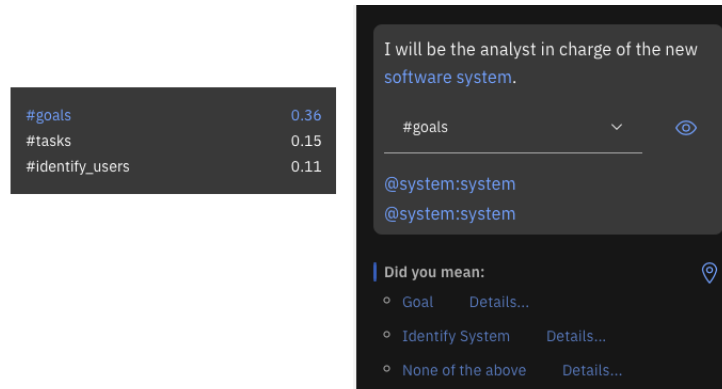 #goals 0.36
#tasks 0.15
#identify_users 0.11
I will be the analyst in charge of the new
software system.
#goals
@system:system
@system:system
Did you mean:
Goal Details...
Identify System Details...
None of the above Details...